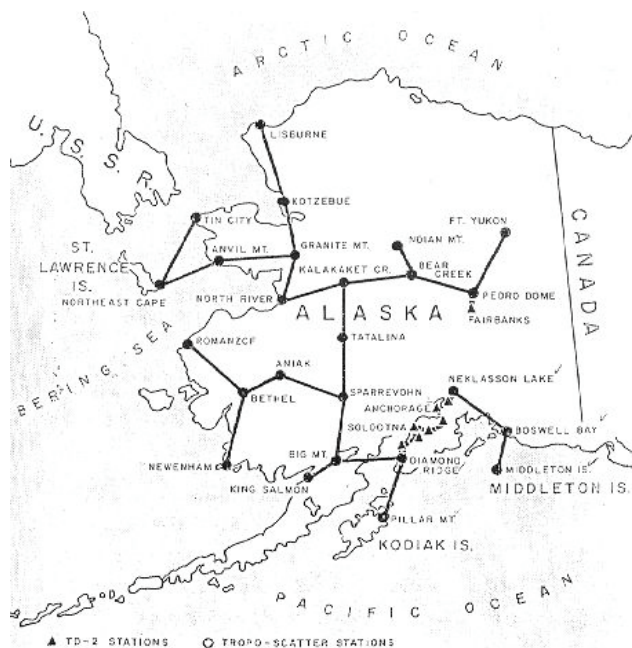 ARCTIC OCEAN
U.S.S.R.
LISBURNE
KOTZEBUE
TIN CITY
FT. YUKON
CANADA
ST.
LAWRENCE
IS.
ANVIL MT.
GRANITE MT.
NDIAN MT.
KALAKAKET CR.
BEAR
CREEK
NORTHEAST CAPE
NORTH RIVER
PEDRO DOME
ALASKA
FAIRBANKS
BERING SEA
ROMANZOF
TATALINA
ANIAK
NEKLASSON LAKE
BETHEL
SPARREVOHN
ANCHORAGE
SOLDOTNA
BOSWELL BAY
NEWENHAM
BIG MT.
DIAMOND
RIDGE
MIDDLETON IS.
KING SALMON
MIDDLETON IS.
PILLAR MT.
KODIAK IS.
PACIFIC OCEAN
TD-2 STATIONS
TROPO-SCATTER STATIONS